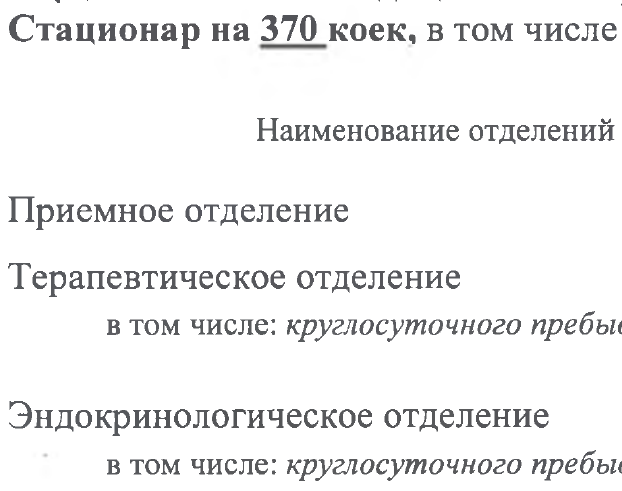 Стационар на 370 коек, в том числе
Наименование отделений
Приемное отделение
Терапевтическое отделение
в том числе: круглосуточного
Эндокринологическое отделение
в том числе: круглосуточного